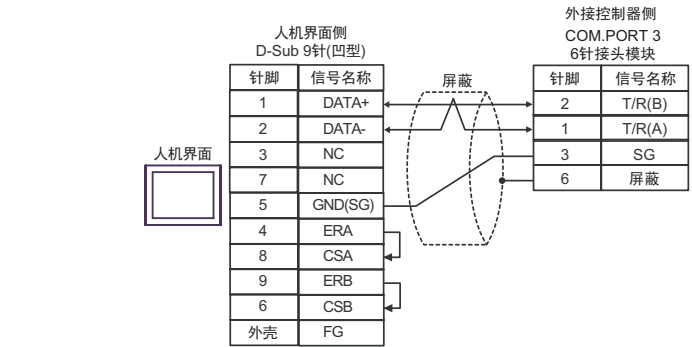 外接控制器侧
人机界面侧
COM.PORT 3
D-Sub 9针(凹型)
6针接头模块
针脚 信号名称 屏蔽 针脚 信号名称
1 DATA+ 2 T/R(B)
2 DATA- 1 T/R(A)
人机界面 3 NC 3 SG
7 NC 6 屏蔽
5 GND(SG)
4 ERA
8 CSA
9 ERB
6 CSB
外壳 FG